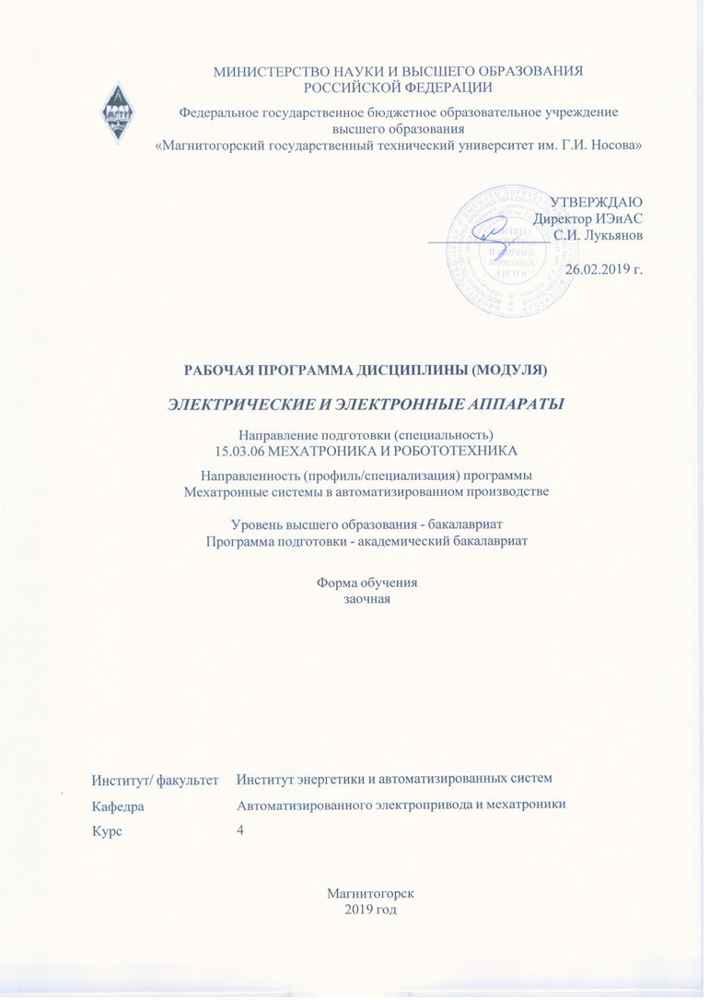 МИНИСТЕРСТВО НАУКИ И ВЫСШЕГО ОБРАЗОВАНИЯ
РОССИЙСКОЙ ФЕДЕРАЦИИ
Федеральное государственное бюджетное образовательное учреждение
высшего образования
«Магнитогорский государственный технический университет им. Г.И. Носова»
УТВЕРЖДАЮ
Директор ИЭиАС
С.И. Лукьянов
26.02.2019 г.
РАБОЧАЯ ПРОГРАММА ДИСЦИПЛИНЫ (МОДУЛЯ)
ЭЛЕКТРИЧЕСКИЕ И ЭЛЕКТРОННЫЕ АППАРАТЫ
Направление подготовки (специальность)
15.03.06 МЕХАТРОНИКА И РОБОТОТЕХНИКА
Направленность (профиль/специализация) программы
Мехатронные системы в автоматизированном производстве
Уровень высшего образования - бакалавриат
Программа подготовки - академический бакалавриат
Форма обучения
заочная
Институт/ факультет Институт энергетики и автоматизированных систем
Кафедра Автоматизированного электропривода и мехатроники
Курс 4
Магнитогорск
2019 год